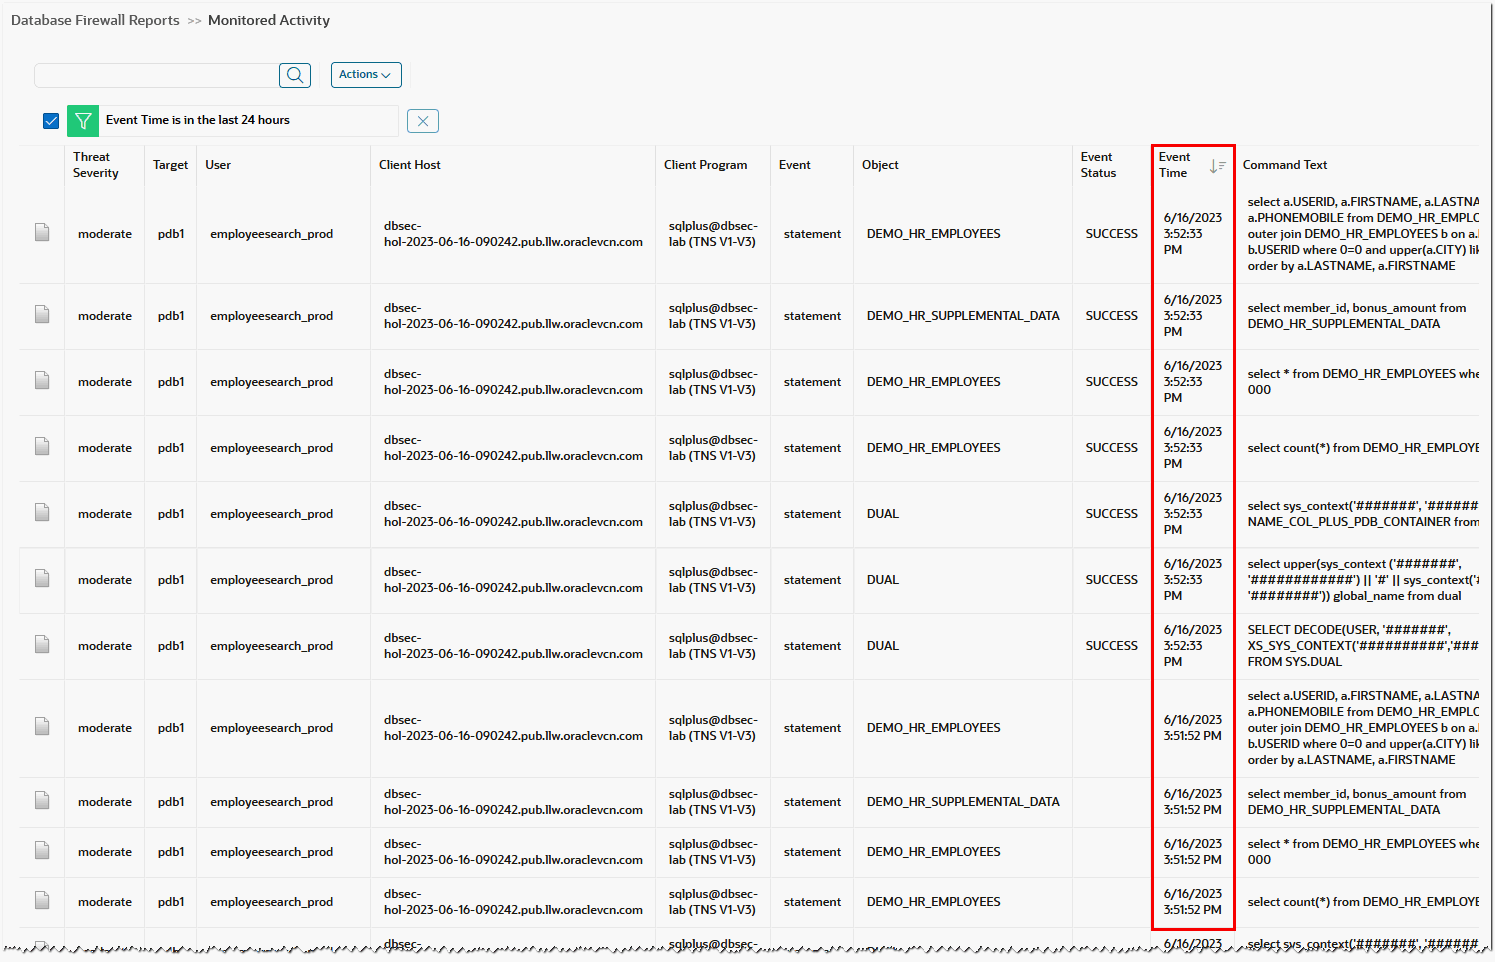 Database Firewall Reports >> Monitored Activity
Actions
Event Time is in the last 24 hours
Threat Severity Target User Client Host Client Program Event Object Event Status Event Time Command Text
moderate pdb1 employeesearch_prod dbsec-hol-2023-06-16-090242.pub.llw.oraclevcn.com sqlplus@dbsec-lab (TNS V1-V3) statement DEMO_HR_EMPLOYEES SUCCESS 6/16/2023 3:52:33 PM
select a.USERID, a.FIRSTNAME, a.LASTNA
a.PHONEMOBILE from DEMO_HR_EMPLO
outer join DEMO_HR_EMPLOYEES b on a.
b.USERID where 0=0 and upper(a.CITY) lik
order by a.LASTNAME, a.FIRSTNAME
moderate pdb1 employeesearch_prod dbsec-hol-2023-06-16-090242.pub.llw.oraclevcn.com sqlplus@dbsec-lab (TNS V1-V3) statement DEMO_HR_SUPPLEMENTAL_DATA SUCCESS 6/16/2023 3:52:33 PM
select member_id, bonus_amount from
DEMO_HR_SUPPLEMENTAL_DATA
moderate pdb1 employeesearch_prod dbsec-hol-2023-06-16-090242.pub.llw.oraclevcn.com sqlplus@dbsec-lab (TNS V1-V3) statement DEMO_HR_EMPLOYEES SUCCESS 6/16/2023 3:52:33 PM
select * from DEMO_HR_EMPLOYEES whe
000
moderate pdb1 employeesearch_prod dbsec-hol-2023-06-16-090242.pub.llw.oraclevcn.com sqlplus@dbsec-lab (TNS V1-V3) statement DEMO_HR_EMPLOYEES SUCCESS 6/16/2023 3:52:33 PM
select count(*) from DEMO_HR_EMPLOYE
moderate pdb1 employeesearch_prod dbsec-hol-2023-06-16-090242.pub.llw.oraclevcn.com sqlplus@dbsec-lab (TNS V1-V3) statement DUAL SUCCESS 6/16/2023 3:52:33 PM
select sys_context('#######', '#######
NAME_COL_PLUS_PDB_CONTAINER from
moderate pdb1 employeesearch_prod dbsec-hol-2023-06-16-090242.pub.llw.oraclevcn.com sqlplus@dbsec-lab (TNS V1-V3) statement DUAL SUCCESS 6/16/2023 3:52:33 PM
select upper(sys_context ('#######',
'############') || '#' || sys_context('#
'########')) global_name from dual
moderate pdb1 employeesearch_prod dbsec-hol-2023-06-16-090242.pub.llw.oraclevcn.com sqlplus@dbsec-lab (TNS V1-V3) statement DUAL SUCCESS 6/16/2023 3:52:33 PM
SELECT DECODE(USER, '#######',
XS_SYS_CONTEXT('##########','###
FROM SYS.DUAL
moderate pdb1 employeesearch_prod dbsec-hol-2023-06-16-090242.pub.llw.oraclevcn.com sqlplus@dbsec-lab (TNS V1-V3) statement DEMO_HR_EMPLOYEES 6/16/2023 3:51:52 PM
select a.USERID, a.FIRSTNAME, a.LASTNA
a.PHONEMOBILE from DEMO_HR_EMPLO
outer join DEMO_HR_EMPLOYEES b on a.
b.USERID where 0=0 and upper(a.CITY) lik
order by a.LASTNAME, a.FIRSTNAME
moderate pdb1 employeesearch_prod dbsec-hol-2023-06-16-090242.pub.llw.oraclevcn.com sqlplus@dbsec-lab (TNS V1-V3) statement DEMO_HR_SUPPLEMENTAL_DATA 6/16/2023 3:51:52 PM
select member_id, bonus_amount from
DEMO_HR_SUPPLEMENTAL_DATA
moderate pdb1 employeesearch_prod dbsec-hol-2023-06-16-090242.pub.llw.oraclevcn.com sqlplus@dbsec-lab (TNS V1-V3) statement DEMO_HR_EMPLOYEES 6/16/2023 3:51:52 PM
select * from DEMO_HR_EMPLOYEES whe
000
moderate pdb1 employeesearch_prod dbsec-hol-2023-06-16-090242.pub.llw.oraclevcn.com sqlplus@dbsec-lab (TNS V1-V3) statement DEMO_HR_EMPLOYEES 6/16/2023 3:51:52 PM
select count(*) from DEMO_HR_EMPLOYE
dbsec- sqlplus@dbsec- 6/16/2023 select sys_context('#######', '#######